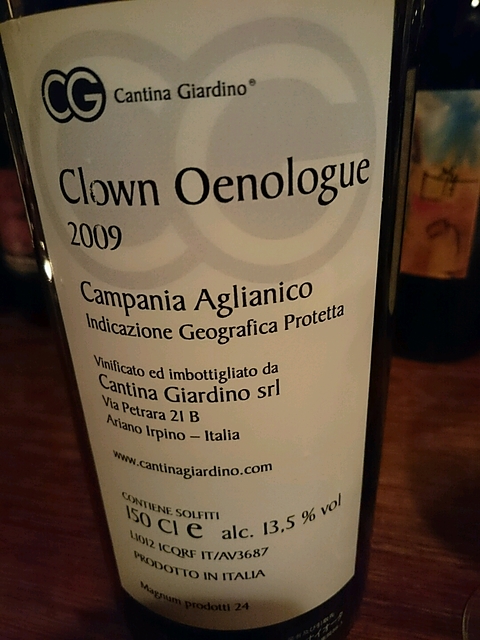 CG Cantina Giardino®
Clown Oenologue
2009
Campania Aglianico
Indicazione Geografica Protetta
Vinificato ed imbottigliato da
Cantina Giardino srl
Via Petrara 21 B
Ariano Irpino – Italia
www.cantinagiardino.com
CONTIENE SOLFITI
150 Cl e alc. 13,5 % vol
L1012 ICQRF IT/AV3687
PRODOTTO IN ITALIA
Magnum prodotti 24